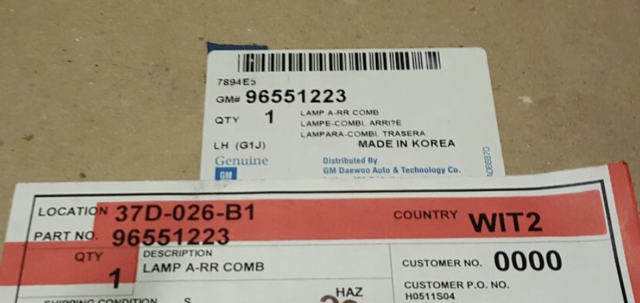 7894E5
GM# 96551223
QTY 1 LAMP A-RR COMB
LAMPE-COMBI. ARRI?E
LAMPARA-COMBI. TRASERA
LH (G1J) MADE IN KOREA
Genuine Distributed By
GM GM Daewoo Auto & Technology Co.
LOCATION 37D-026-B1 COUNTRY WIT2
PART NO. 96551223
QTY 1 DESCRIPTION
LAMP A-RR COMB
CUSTOMER NO. 0000
CUSTOMER P.O. NO.
H0511S04
SHIPPING CONDITION S HAZ